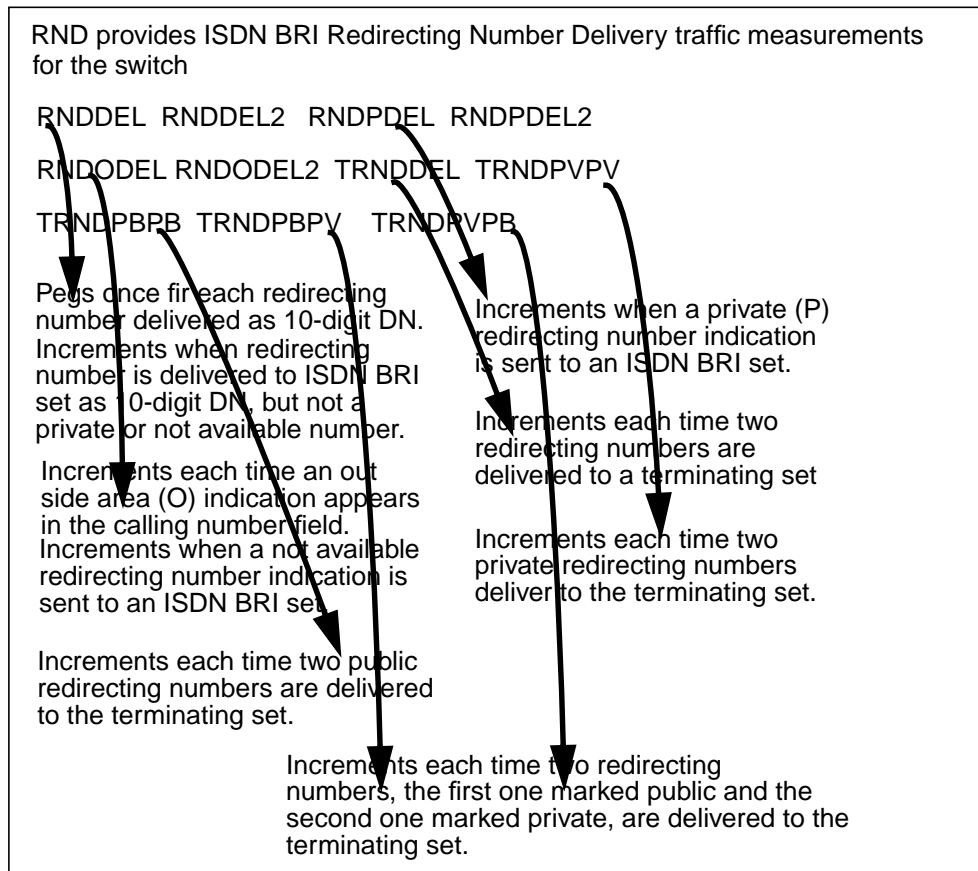 RND provides ISDN BRI Redirecting Number Delivery traffic measurements
for the switch
RNDDEL RNDDEL2 RNDPDEL RNDPDEL2
RNDODEL RNDODEL2 TRNDDEL TRNDPVPV
TRNDPBPB TRNDPBPV TRNDPVPB
Pegs once fir each redirecting
number delivered as 10-digit DN.
Increments when redirecting
number is delivered to ISDN BRI
set as 10-digit DN, but not a
private or not available number.
Increments each time an out
side area (O) indication appears
in the calling number field.
Increments when a not available
redirecting number indication is
sent to an ISDN BRI set
Increments each time two public
redirecting numbers are delivered
to the terminating set.
Increments when a private (P)
redirecting number indication
is sent to an ISDN BRI set.
Increments each time two
redirecting numbers are
delivered to a terminating set
Increments each time two
private redirecting numbers
deliver to the terminating set.
Increments each time two redirecting
numbers, the first one marked public and the
second one marked private, are delivered to the
terminating set.